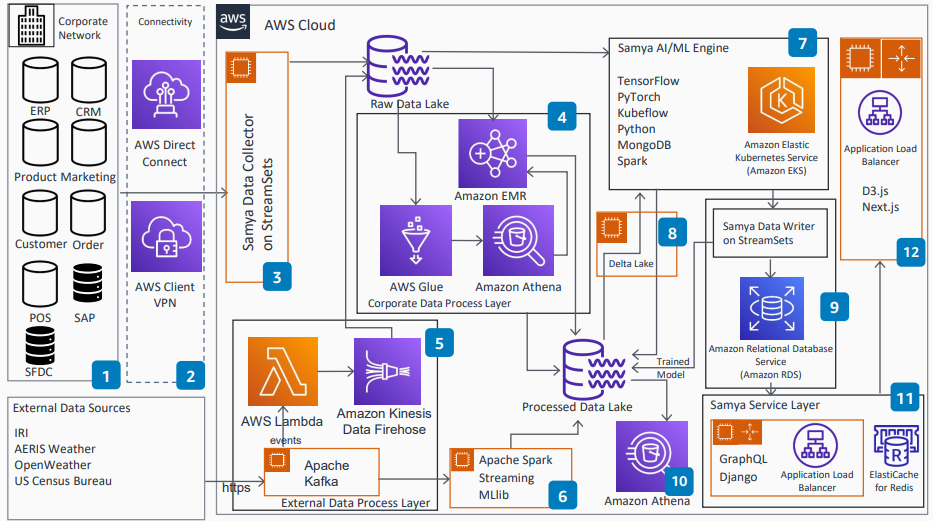 Corporate
Network
ERP
CRM
Product Marketing
Customer
Order
POS
SAP
SFDC
1
Connectivity
AWS Direct
Connect
AWS Client
VPN
2
External Data Sources
IRI
AERIS Weather
OpenWeather
US Census Bureau
https
aws
AWS Cloud
Samya Data Collector
on StreamSets
3
Raw Data Lake
4
Amazon EMR
AWS Glue
Amazon Athena
Corporate Data Process Layer
5
AWS Lambda
Amazon Kinesis
Data Firehose
events
Apache
Kafka
External Data Process Layer
Apache Spark
Streaming
MLlib
6
Processed Data Lake
Samya AI/ML Engine
7
TensorFlow
PyTorch
Kubeflow
Python
MongoDB
Spark
Amazon Elastic
Kubernetes Service
(Amazon EKS)
8
Delta Lake
Trained
Model
Samya Data Writer
on StreamSets
9
Amazon Relational Database
Service
(Amazon RDS)
10
Amazon Athena
11
Samya Service Layer
GraphQL
Django
Application Load
Balancer
R
ElastiCache
for Redis
Application Load
Balancer
D3.js
Next.js
12